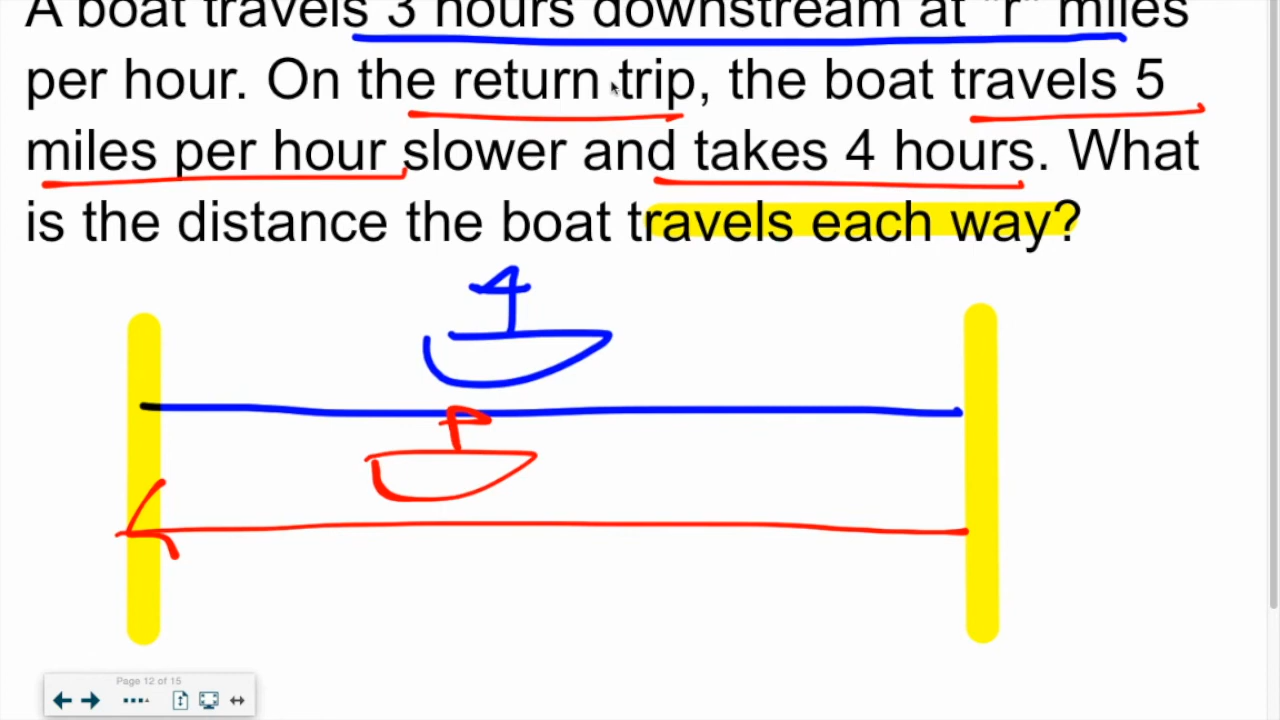 A boat travels 3 hours downstream at "r" miles
per hour. On the return trip, the boat travels 5
miles per hour slower and takes 4 hours. What
is the distance the boat travels each way?
Page 12 of 15